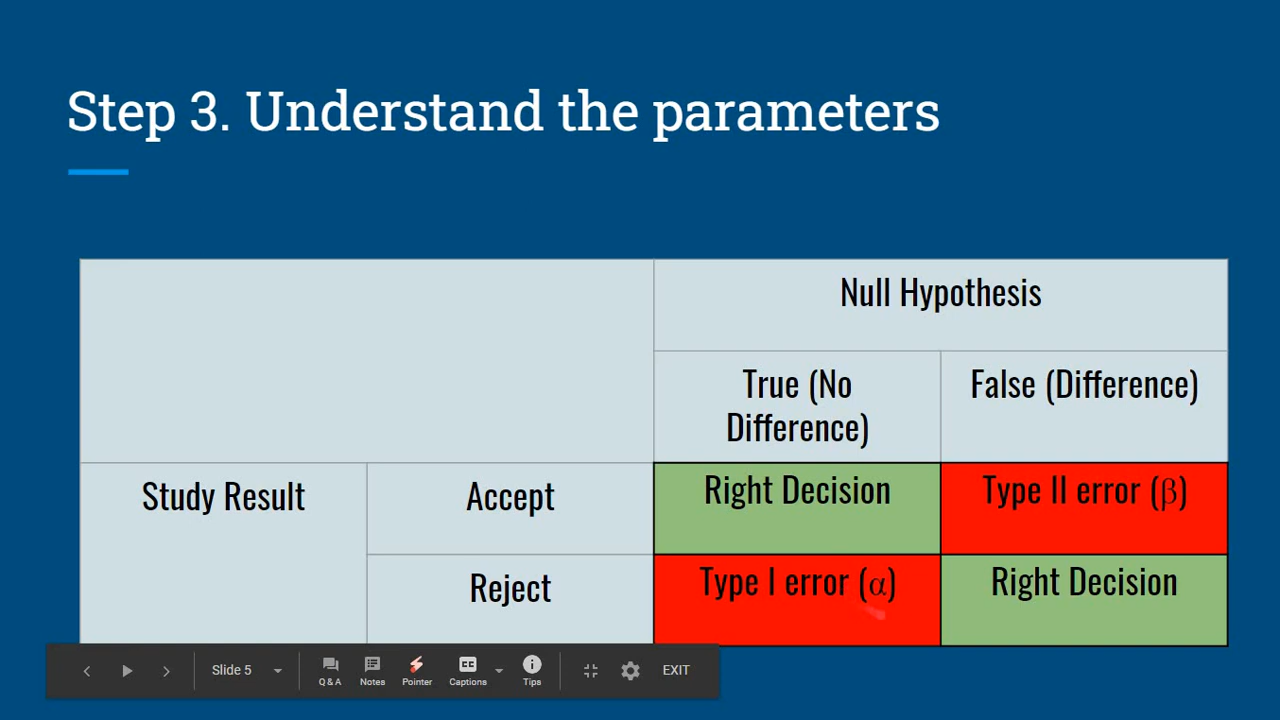 Step 3. Understand the parameters
Null Hypothesis
True (No
Difference)
False (Difference)
Study Result
Accept
Right Decision
Type II error (β)
Reject
Type I error (α)
Right Decision
Slide 5
Q & A
Notes
Pointer
CC
Captions
Tips
EXIT